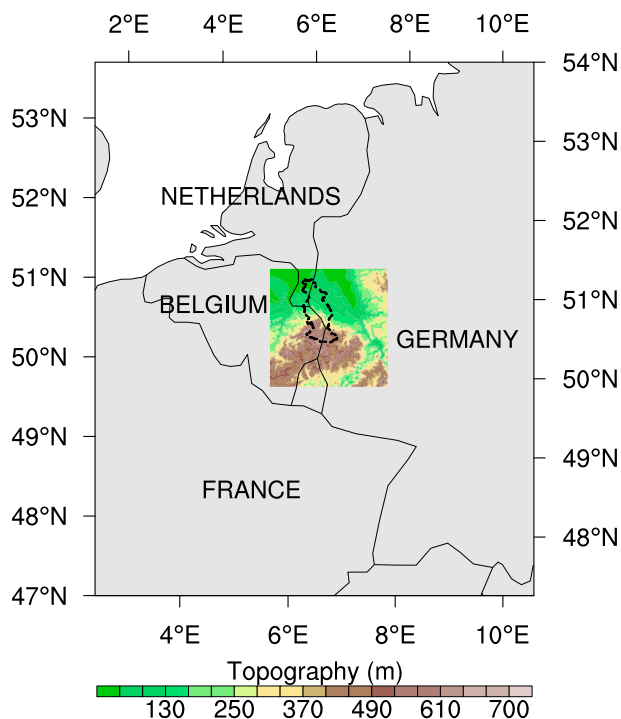 2°E 4°E 6°E 8°E 10°E
54°N
53°N
53°N
NETHERLANDS
52°N
52°N
51°N
BELGIUM
51°N
GERMANY
50°N
50°N
49°N
49°N
FRANCE
48°N
48°N
47°N
4°E 6°E 8°E 10°E
Topography (m)
130 250 370 490 610 700